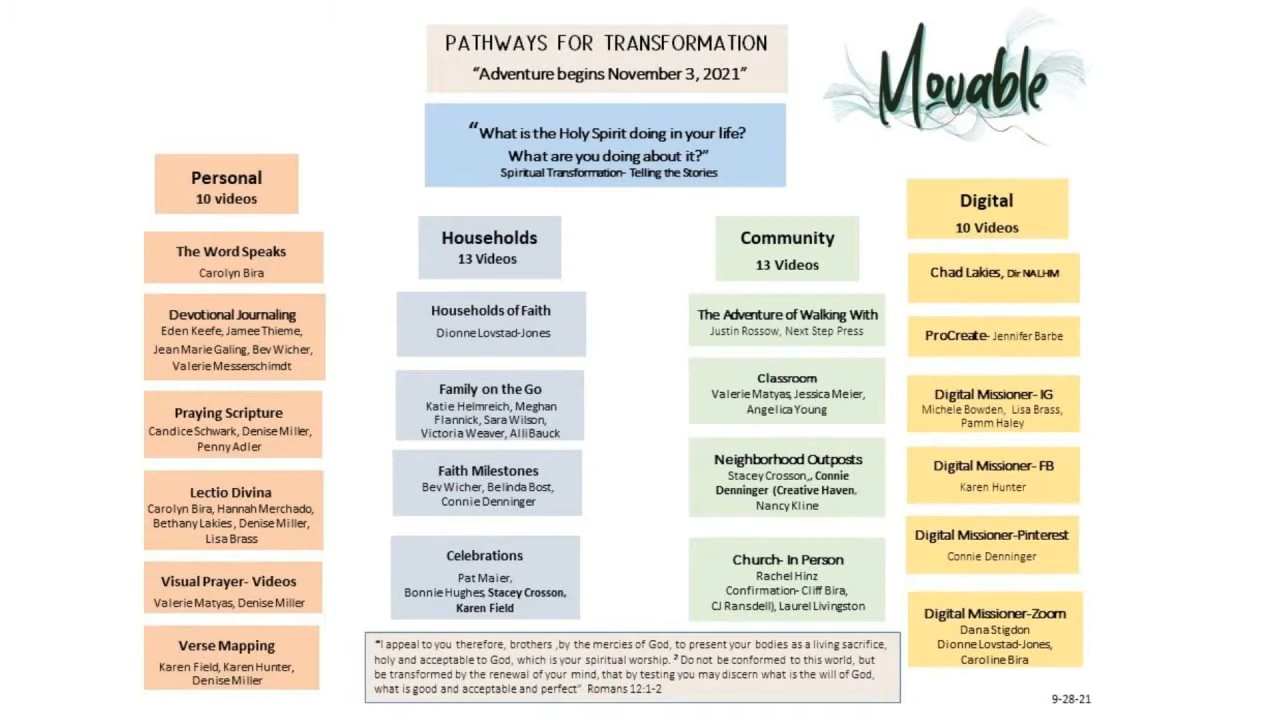 PATHWAYS FOR TRANSFORMATION
“Adventure begins November 3, 2021”
Movable
“What is the Holy Spirit doing in your life?
What are you doing about it?”
Spiritual Transformation- Telling the Stories
Personal
10 videos
The Word Speaks
Carolyn Bira
Devotional Journaling
Eden Keefe, Jamee Thieme,
Jean Marie Galing, Bev Wicher,
Valerie Messerschimdt
Praying Scripture
Candice Schwark, Denise Miller,
Penny Adler
Lectio Divina
Carolyn Bira, Hannah Merchado,
Bethany Lakies, Denise Miller,
Lisa Brass
Visual Prayer- Videos
Valerie Matyas, Denise Miller
Verse Mapping
Karen Field, Karen Hunter,
Denise Miller
Households
13 Videos
Households of Faith
Dionne Lovstad-Jones
Family on the Go
Katie Helmreich, Meghan
Flannick, Sara Wilson,
Victoria Weaver, Alli Bauck
Faith Milestones
Bev Wicher, Belinda Bost,
Connie Denninger
Celebrations
Pat Maier,
Bonnie Hughes, Stacey Crosson,
Karen Field
Community
13 Videos
The Adventure of Walking With
Justin Rossow, Next Step Press
Classroom
Valerie Matyas, Jessica Meier,
Angelica Young
Neighborhood Outposts
Stacey Crosson,, Connie
Denninger (Creative Haven,
Nancy Kline
Church- In Person
Rachel Hinz
Confirmation- Cliff Bira,
CJ Ransdell), Laurel Livingston
Digital
10 Videos
Chad Lakies, Dir NALHM
ProCreate- Jennifer Barbe
Digital Missioner- IG
Michele Bowden, Lisa Brass,
Pamm Haley
Digital Missioner- FB
Karen Hunter
Digital Missioner-Pinterest
Connie Denninger
Digital Missioner-Zoom
Dana Stigdon
Dionne Lovstad-Jones,
Caroline Bira
“I appeal to you therefore, brothers ,by the mercies of God, to present your bodies as a living sacrifice,
holy and acceptable to God, which is your spiritual worship. ² Do not be conformed to this world, but
be transformed by the renewal of your mind, that by testing you may discern what is the will of God,
what is good and acceptable and perfect” Romans 12:1-2
9-28-21